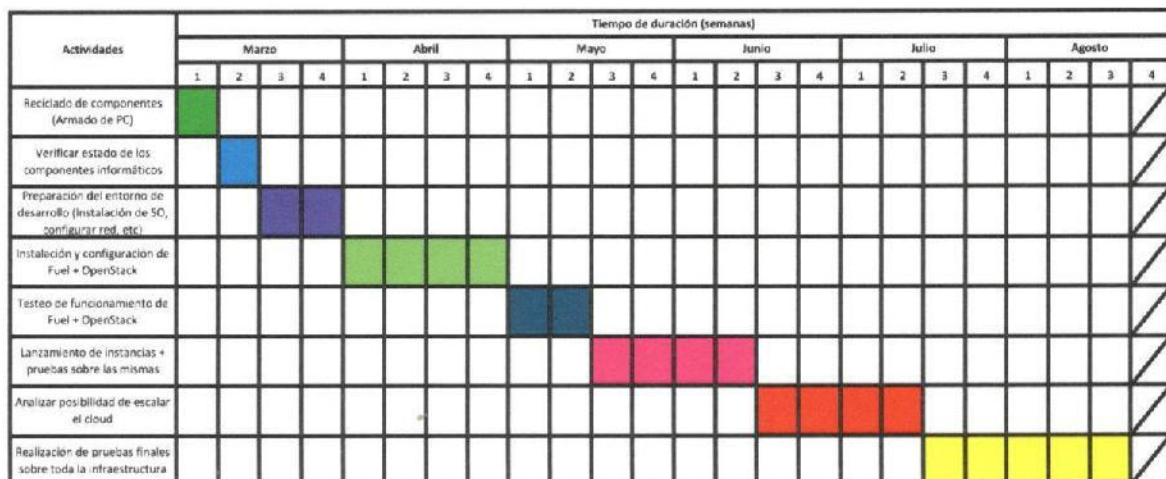 Actividades
Tiempo de duración (semanas)
Marzo Abril Mayo Junio Julio Agosto
1 2 3 4 1 2 3 4 1 2 3 4 1 2 3 4 1 2 3 4 1 2 3 4
Reciclado de componentes
(Armado de PC)
Verificar estado de los
componentes informáticos
Preparación del entorno de
desarrollo (Instalación de SO,
configurar red, etc)
Instalación y configuración de
Fuel + OpenStack
Testeo de funcionamiento de
Fuel + OpenStack
Lanzamiento de instancias +
pruebas sobre las mismas
Analizar posibilidad de escalar
el cloud
Realización de pruebas finales
sobre toda la infraestructura